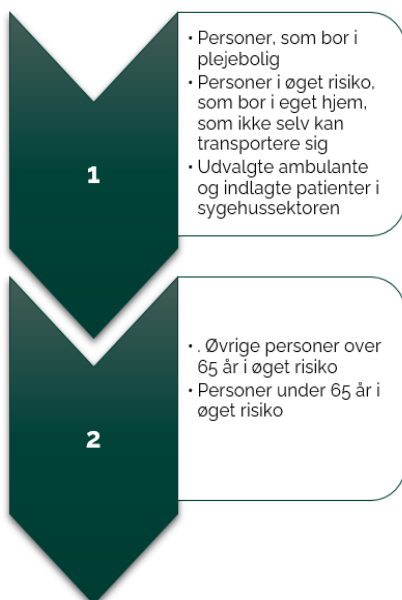 1
• Personer, som bor i
plejebolig
• Personer i øget risiko,
som bor i eget hjem,
som ikke selv kan
transportere sig
• Udvalgte ambulante
og indlagte patienter i
sygehussektoren
2
• . Øvrige personer over
65 år i øget risiko
• Personer under 65 år i
øget risiko